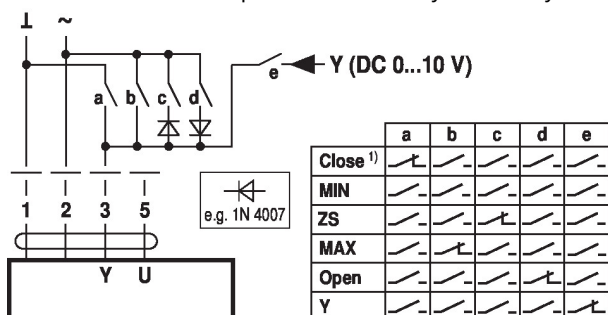 ⊥ ~
a b c d e Y (DC 0...10 V)
1 2 3 5
Y U
e.g. 1N 4007
a b c d e
Close 1)
MIN
ZS
MAX
Open
Y